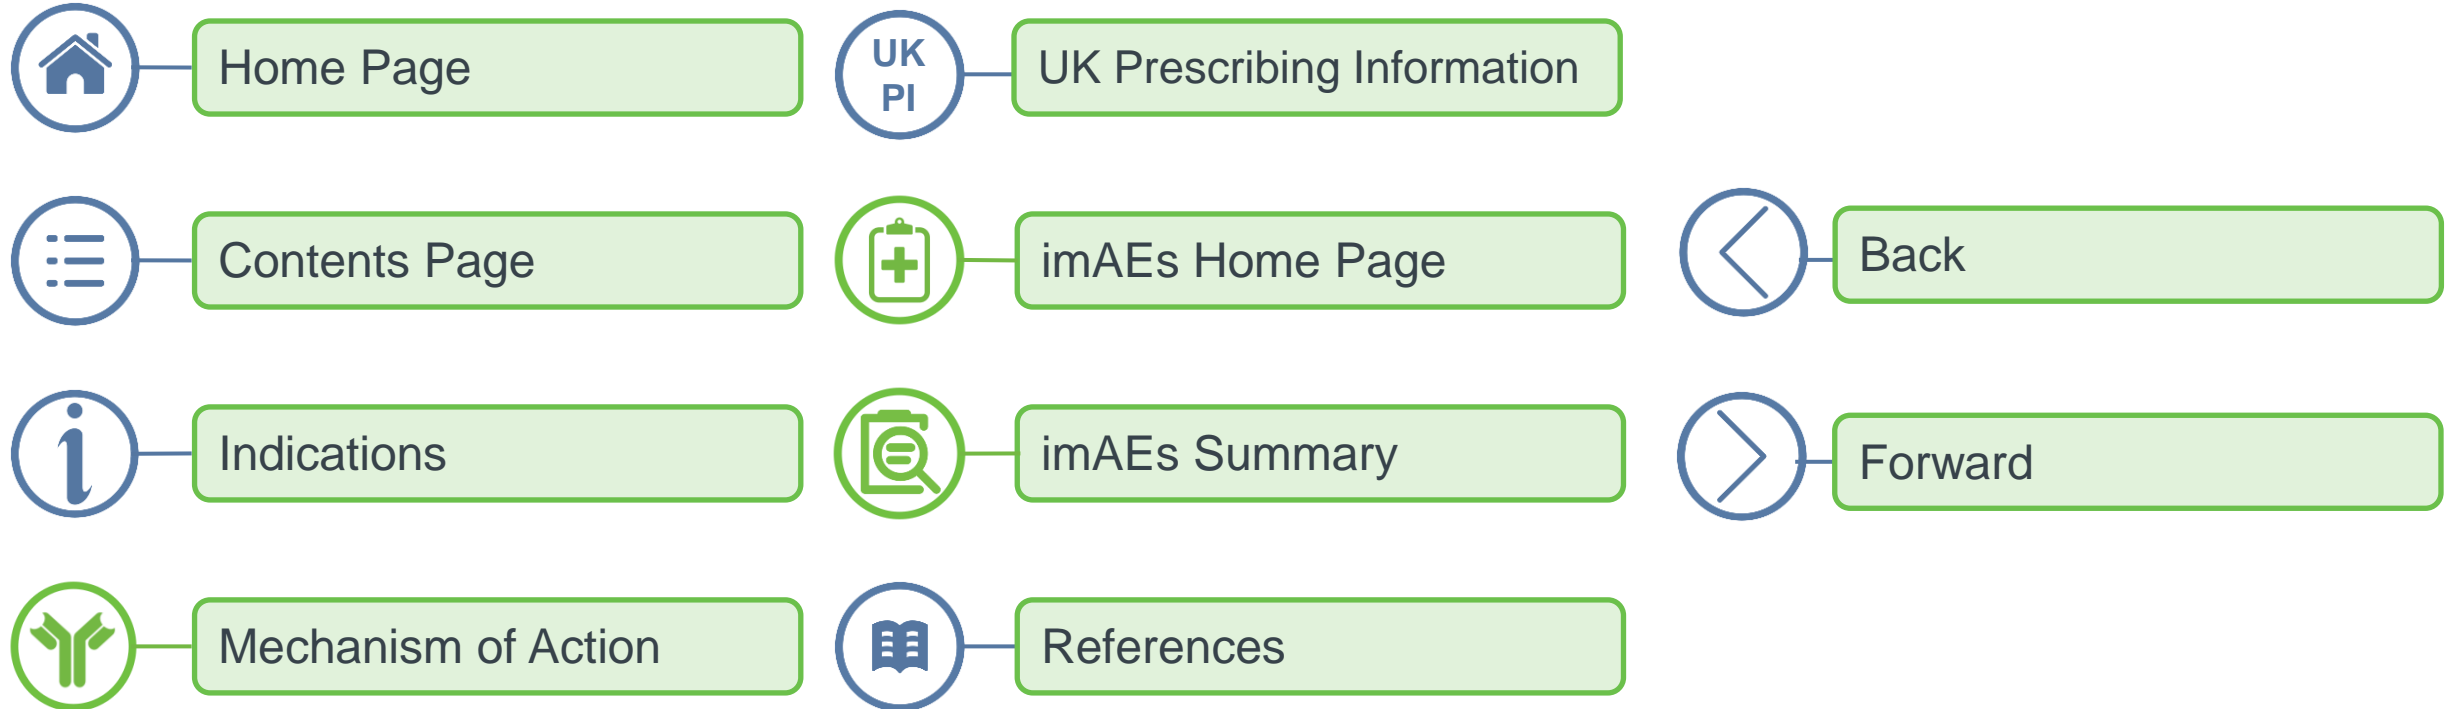 Home Page
Contents Page
Indications
Mechanism of Action
UK
PI
UK Prescribing Information
imAEs Home Page
imAEs Summary
References
Back
Forward